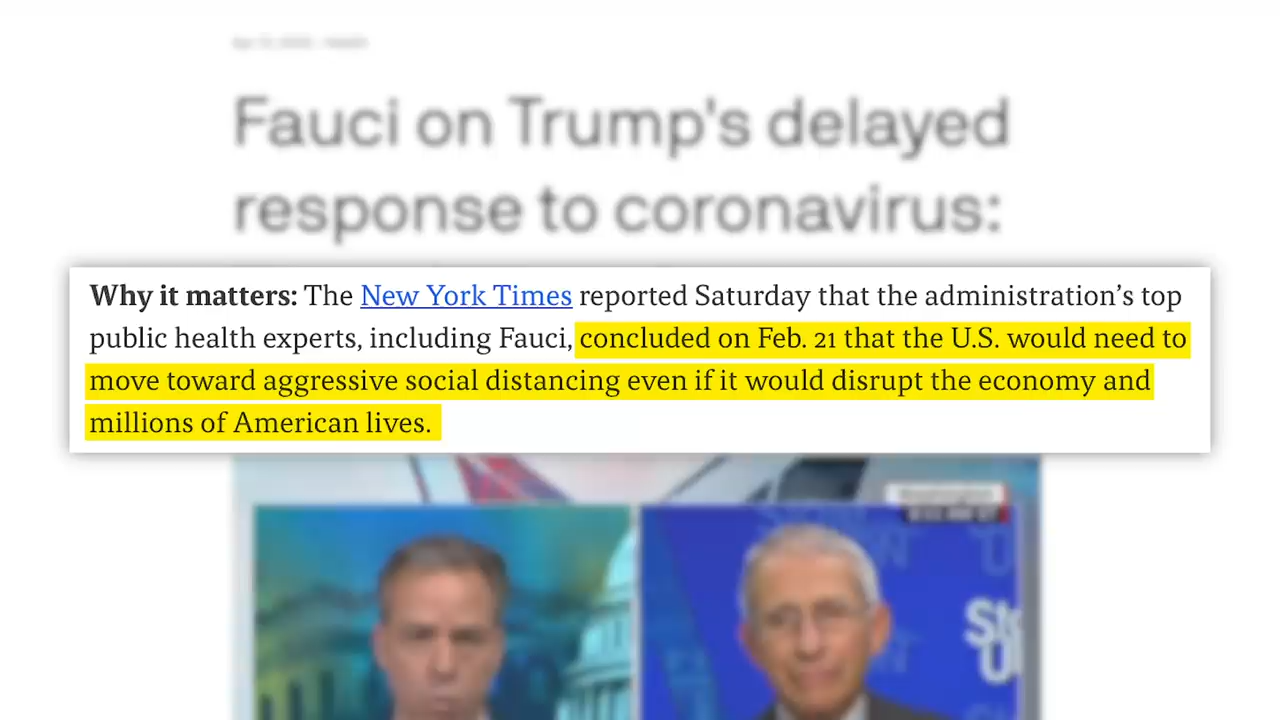 Fauci on Trump's delayed
response to coronavirus:
Why it matters: The New York Times reported Saturday that the administration’s top
public health experts, including Fauci, concluded on Feb. 21 that the U.S. would need to
move toward aggressive social distancing even if it would disrupt the economy and
millions of American lives.